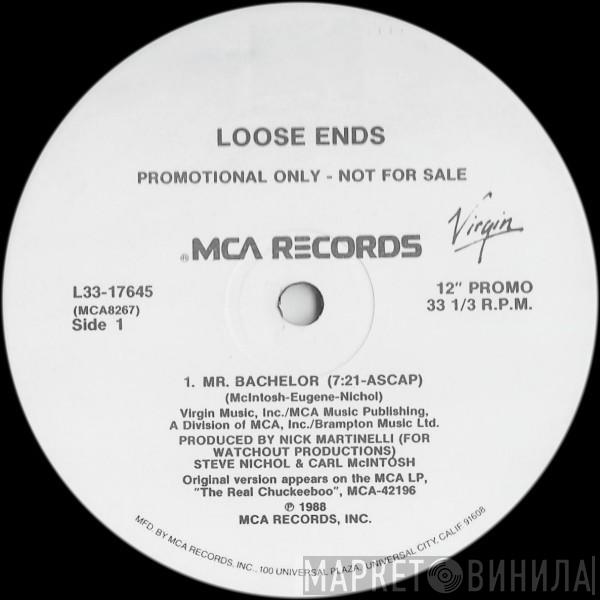 LOOSE ENDS
PROMOTIONAL ONLY - NOT FOR SALE
Virgin
®MCA RECORDS
L33-17645
(MCA8267)
Side 1
12" PROMO
33 1/3 R.P.M.
1. MR. BACHELOR (7:21-ASCAP)
(McIntosh-Eugene-Nichol)
Virgin Music, Inc./MCA Music Publishing,
A Division of MCA, Inc./Brampton Music Ltd.
PRODUCED BY NICK MARTINELLI (FOR
WATCHOUT PRODUCTIONS)
STEVE NICHOL & CARL McINTOSH
Original version appears on the MCA LP,
"The Real Chuckeeboo", MCA-42196
℗ 1988
MCA RECORDS, INC.
MFD BY MCA RECORDS, INC., 100 UNIVERSAL PLAZA, UNIVERSAL CITY, CALIF 91608
МАРКЕТ ВИНИЛА